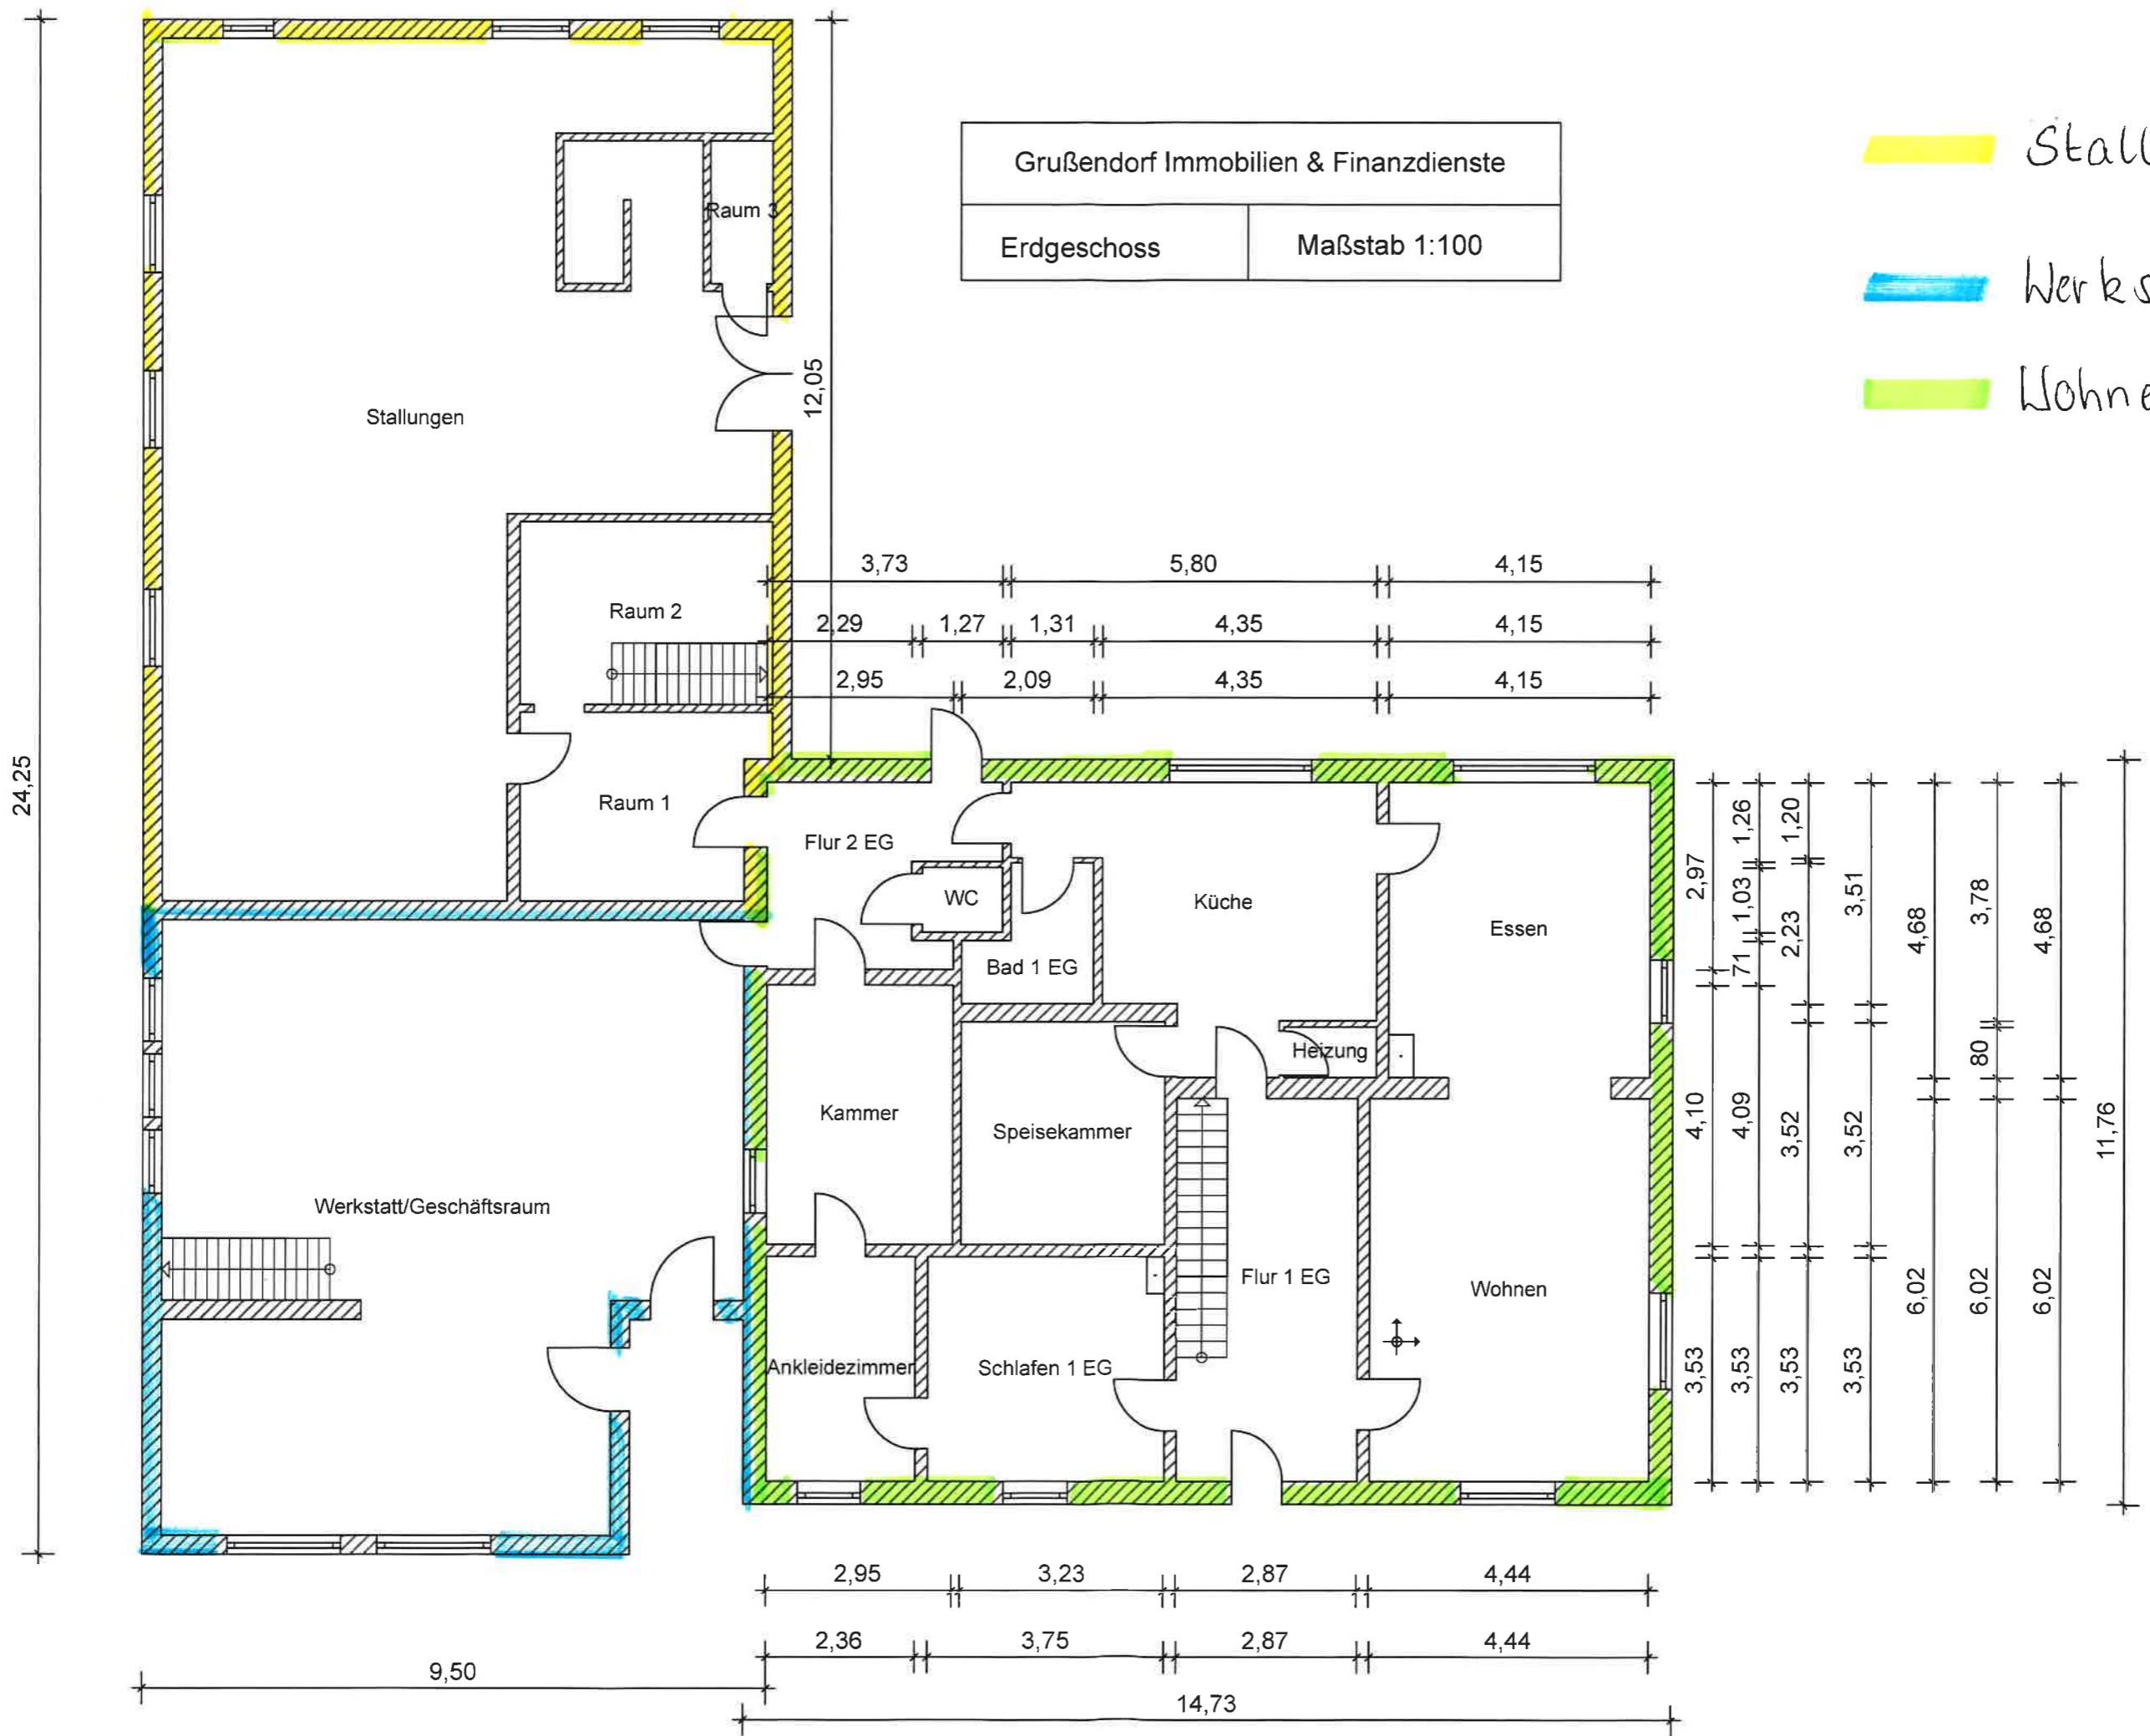 Grußendorf Immobilien & Finanzdienste
Erdgeschoss Maßstab 1:100
Stall
Werks
Wohne
Raum 3
Stallungen
12,05
24,25
Raum 2
Raum 1
3,73 5,80 4,15
2,29 1,27 1,31 4,35 4,15
2,95 2,09 4,35 4,15
Flur 2 EG
WC
Küche
Essen
Bad 1 EG
Heizung
Kammer
Speisekammer
Werkstatt/Geschäftsraum
Flur 1 EG
Wohnen
Ankleidezimmer
Schlafen 1 EG
2,97 4,10 3,53
1,26 1,03 71 4,09 3,53
1,20 2,23 3,52 3,53
3,51 3,52 3,53
4,68 6,02
3,78 80 6,02
4,68 6,02
11,76
2,95 3,23 2,87 4,44
2,36 3,75 2,87 4,44
9,50
14,73